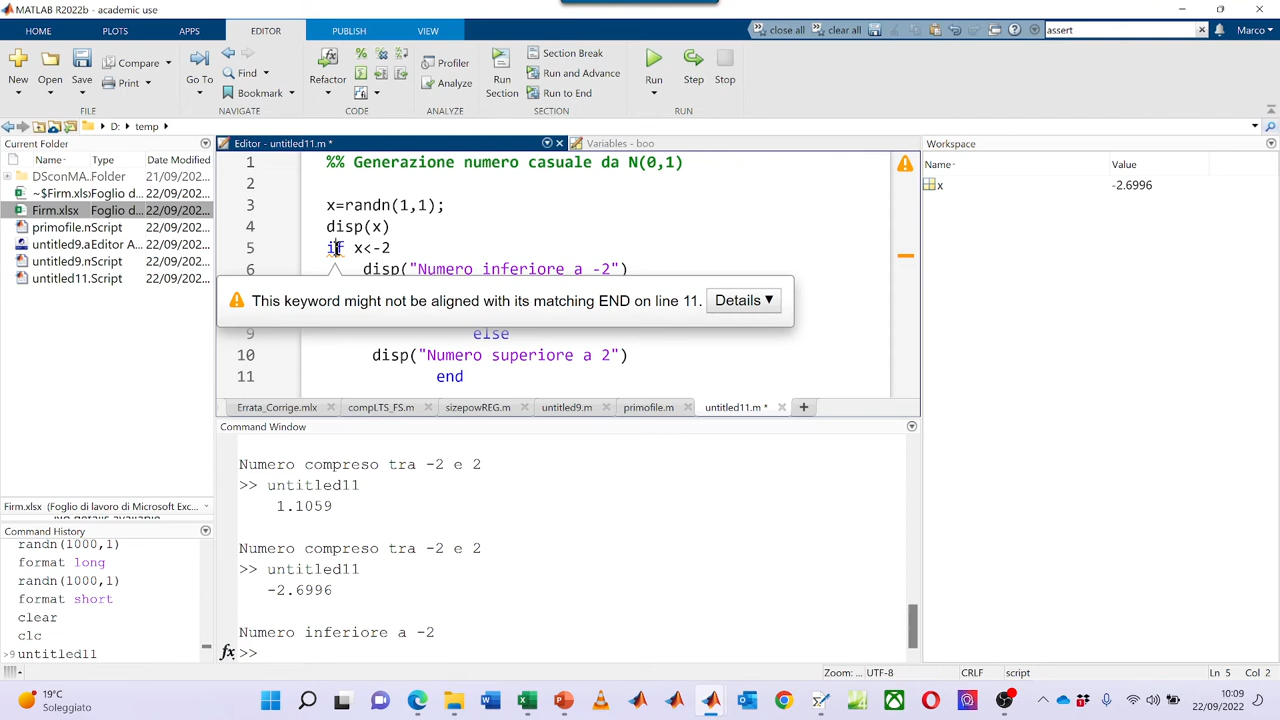 MATLAB R2022b - academic use
HOME PLOTS APPS EDITOR PUBLISH VIEW close all clear all assert Marco
New Open Save Compare Print Go To Find Bookmark Refactor Profiler Analyze Run Section Section Break Run and Advance Run to End Run Step Stop
FILE NAVIGATE CODE ANALYZE SECTION RUN
D: temp
Current Folder
Name Type Date Modified
DSconMA... Folder 21/09/202...
~$Firm.xlsx Foglio d... 22/09/202...
Firm.xlsx Foglio d... 22/09/202...
primofile.m Script 22/09/202...
untitled9.a Editor A... 22/09/202...
untitled9.m Script 22/09/202...
untitled11. Script 22/09/202...
Firm.xlsx (Foglio di lavoro di Microsoft Exc...
Command History
randn(1000,1)
format long
randn(1000,1)
format short
clear
clc
9 untitled11
Editor - untitled11.m *
Variables - boo
1 %% Generazione numero casuale da N(0,1)
2
3 x=randn(1,1);
4 disp(x)
5 if x<-2
6 disp("Numero inferiore a -2")
This keyword might not be aligned with its matching END on line 11. Details
9 else
10 disp("Numero superiore a 2")
11 end
Errata_Corrige.mlx compLTS_FS.m sizepowREG.m untitled9.m primofile.m untitled11.m *
Command Window
Numero compreso tra -2 e 2
>> untitled11
1.1059
Numero compreso tra -2 e 2
>> untitled11
-2.6996
Numero inferiore a -2
fx >>
Workspace
Name Value
x -2.6996
Zoom: ... UTF-8 CRLF script Ln 5 Col 2
19°C
Soleggiato
10:09
22/09/2022